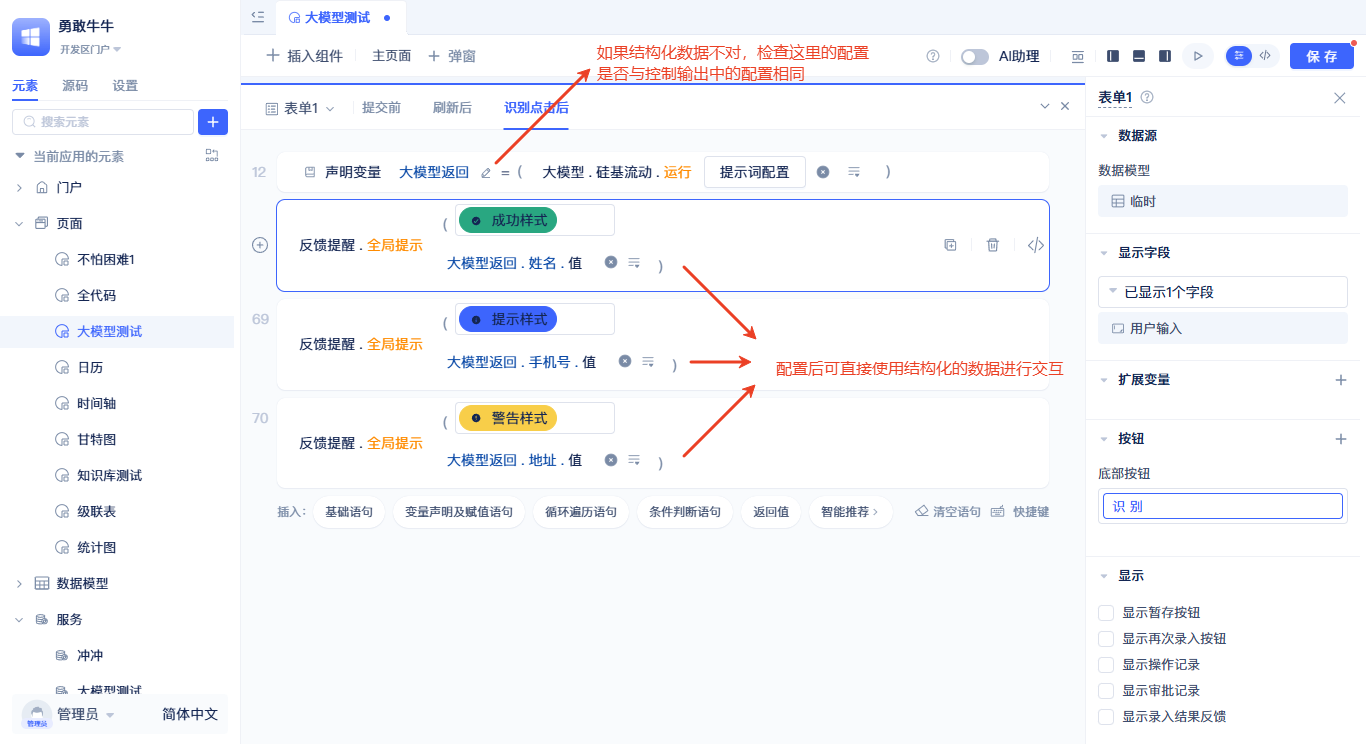 勇敢牛牛
开发区门户
元素
源码
设置
搜索元素
当前应用的元素
门户
页面
不怕困难1
全代码
大模型测试
日历
时间轴
甘特图
知识库测试
级联表
统计图
数据模型
服务
冲冲
大模型测试
管理员
管理员
简体中文
大模型测试
插入组件
主页面
弹窗
如果结构化数据不对，检查这里的配置
是否与控制输出中的配置相同
AI助理
保存
表单1
提交前
刷新后
识别点击后
12 声明变量 大模型返回 = ( 大模型 . 硅基流动 . 运行 提示词配置 )
反馈提醒 . 全局提示
( 成功样式
大模型返回 . 姓名 . 值 )
69
反馈提醒 . 全局提示
( 提示样式
大模型返回 . 手机号 . 值 )
配置后可直接使用结构化的数据进行交互
70
反馈提醒 . 全局提示
( 警告样式
大模型返回 . 地址 . 值 )
插入: 基础语句 变量声明及赋值语句 循环遍历语句 条件判断语句 返回值 智能推荐 清空语句 快捷键
表单1
数据源
数据模型
临时
显示字段
已显示1个字段
用户输入
扩展变量
按钮
底部按钮
识别
显示
显示暂存按钮
显示再次录入按钮
显示操作记录
显示审批记录
显示录入结果反馈